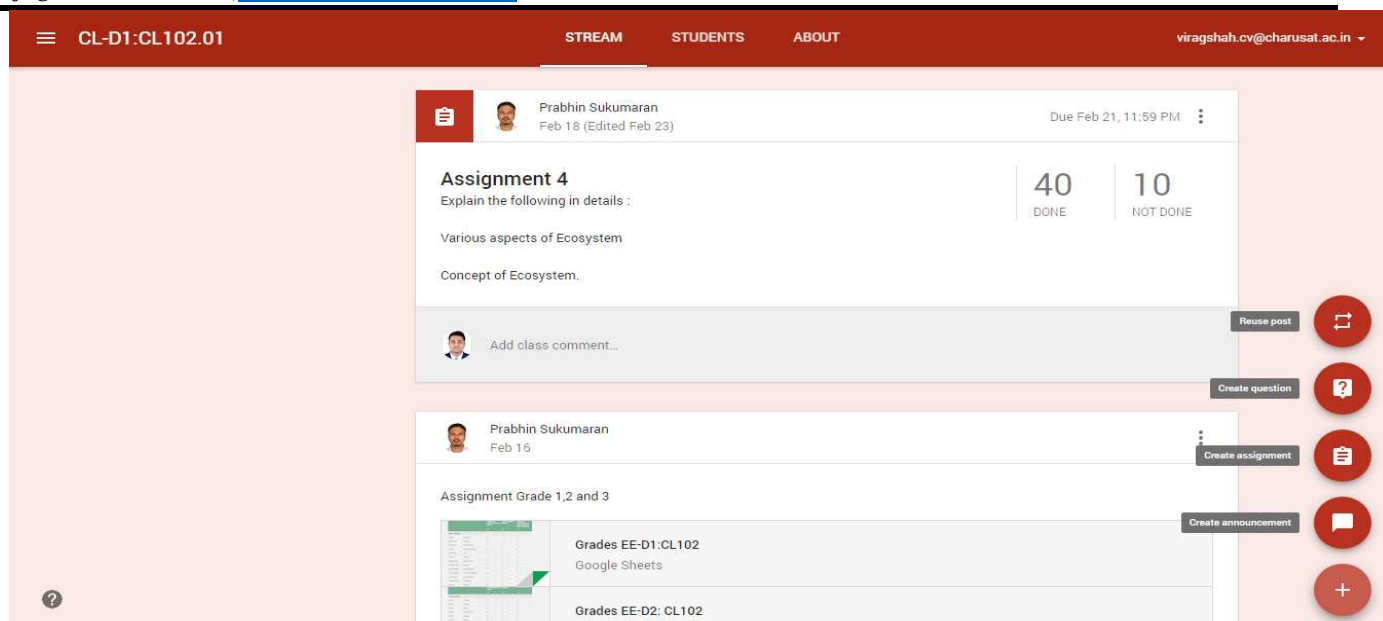 CL-D1:CL102.01
STREAM STUDENTS ABOUT
viragshah.cv@charusat.ac.in
Prabhin Sukumaran
Feb 18 (Edited Feb 23)
Due Feb 21, 11:59 PM
Assignment 4
Explain the following in details :
40 DONE
10 NOT DONE
Various aspects of Ecosystem
Concept of Ecosystem.
Add class comment...
Reuse post
Create question
Prabhin Sukumaran
Feb 16
Create assignment
Assignment Grade 1,2 and 3
Create announcement
Grades EE-D1:CL102
Google Sheets
Grades EE-D2: CL102